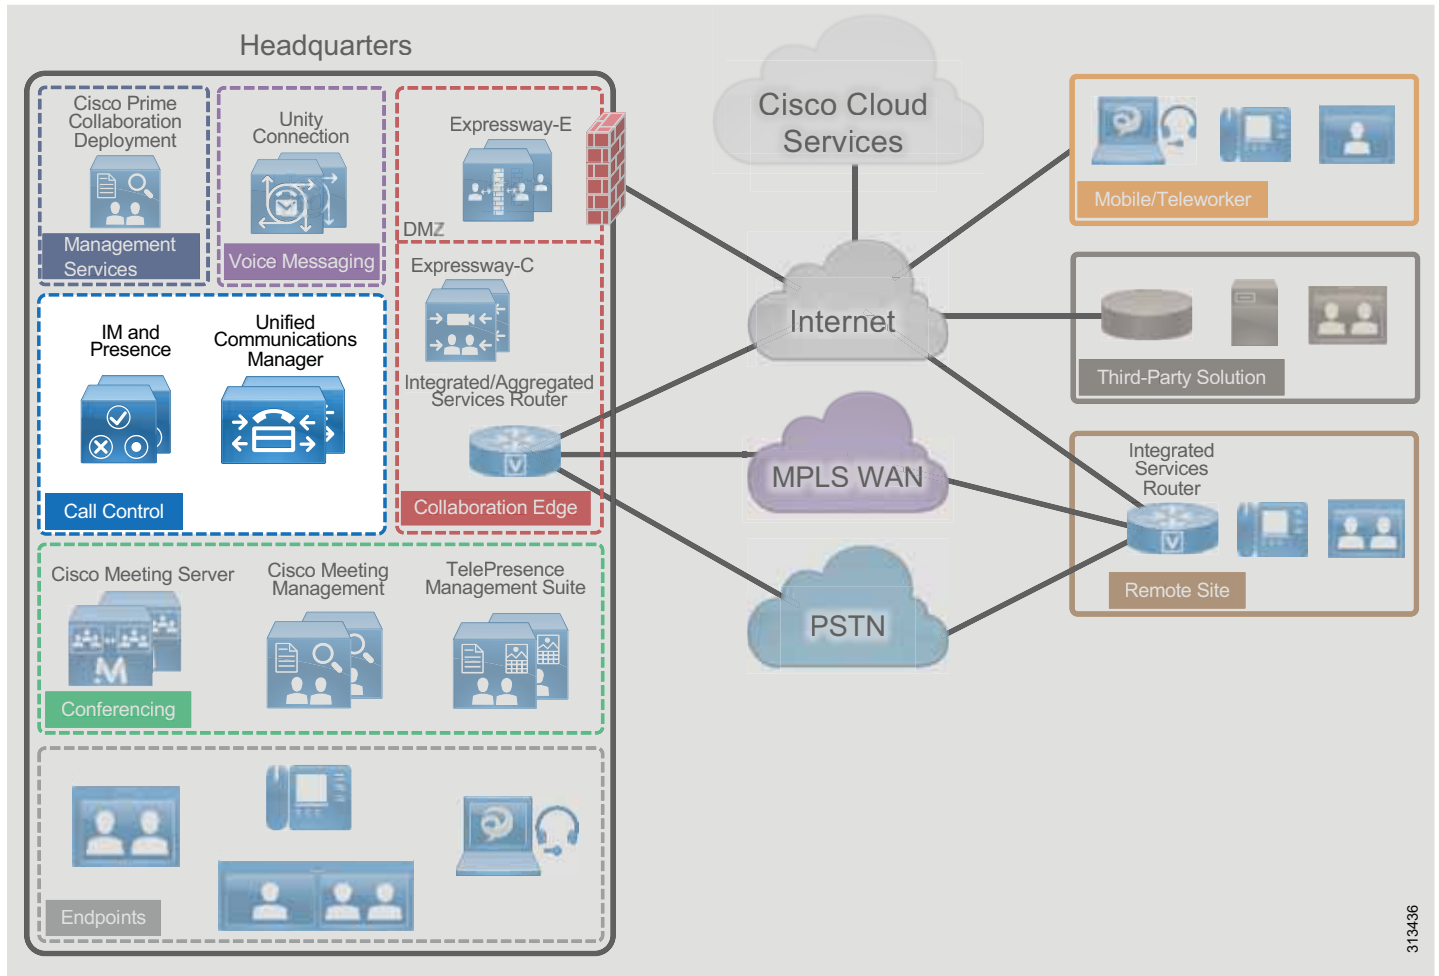 Headquarters
Cisco Prime
Collaboration
Deployment
Management
Services
Unity
Connection
Voice Messaging
Expressway-E
DMZ
Expressway-C
Integrated/Aggregated
Services Router
V
Collaboration Edge
IM and
Presence
Unified
Communications
Manager
Call Control
Cisco Meeting Server
M
Cisco Meeting
Management
TelePresence
Management Suite
Conferencing
Endpoints
Cisco Cloud
Services
Internet
MPLS WAN
PSTN
Mobile/Teleworker
Third-Party Solution
Integrated
Services
Router
V
Remote Site
313436